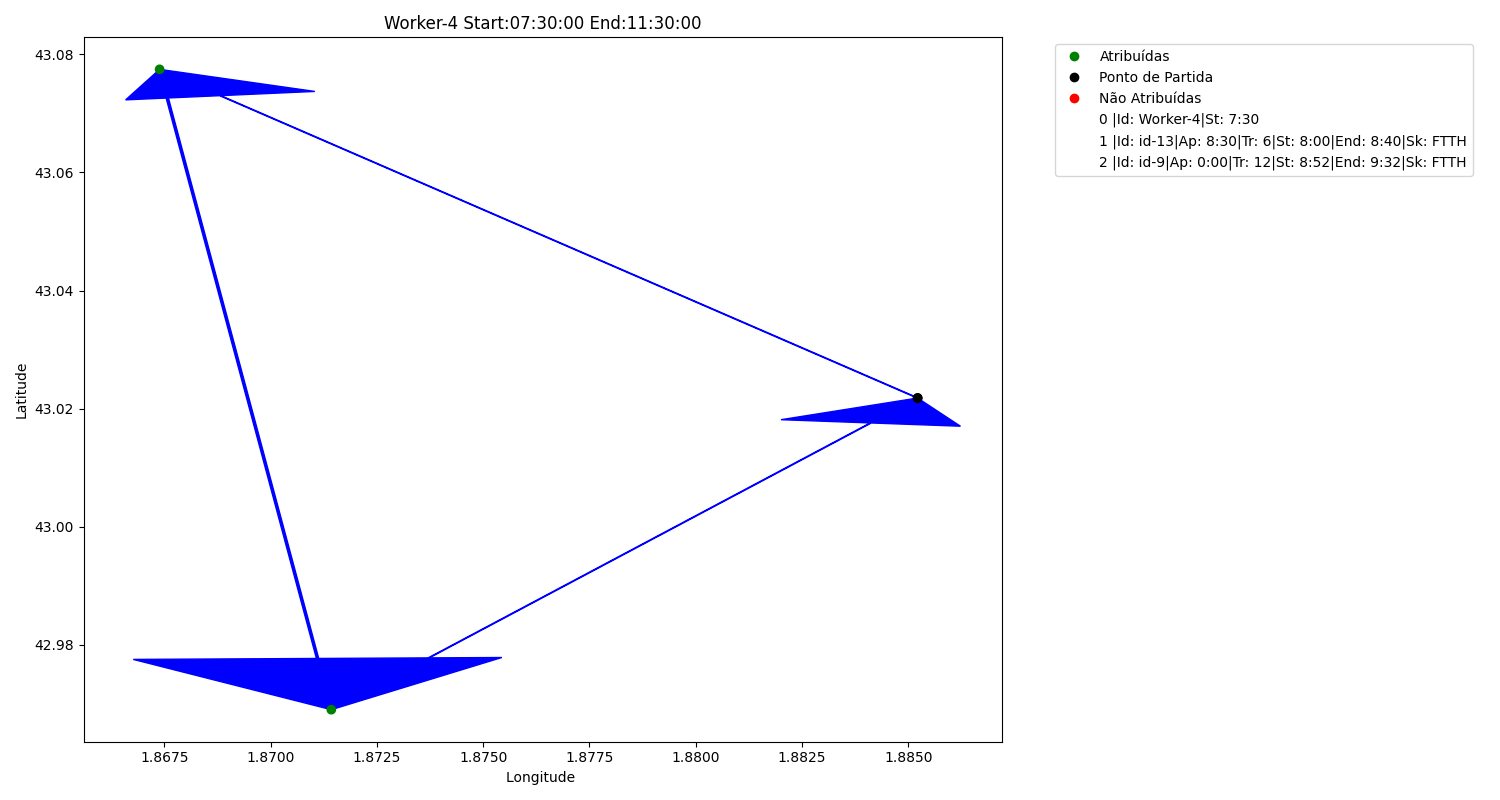 Worker-4 Start:07:30:00 End:11:30:00
43.08
43.06
43.04
43.02
43.00
42.98
Latitude
1.8675 1.8700 1.8725 1.8750 1.8775 1.8800 1.8825 1.8850
Longitude
Atribuídas
Ponto de Partida
Não Atribuídas
0 |Id: Worker-4|St: 7:30
1 |Id: id-13|Ap: 8:30|Tr: 6|St: 8:00|End: 8:40|Sk: FTTH
2 |Id: id-9|Ap: 0:00|Tr: 12|St: 8:52|End: 9:32|Sk: FTTH